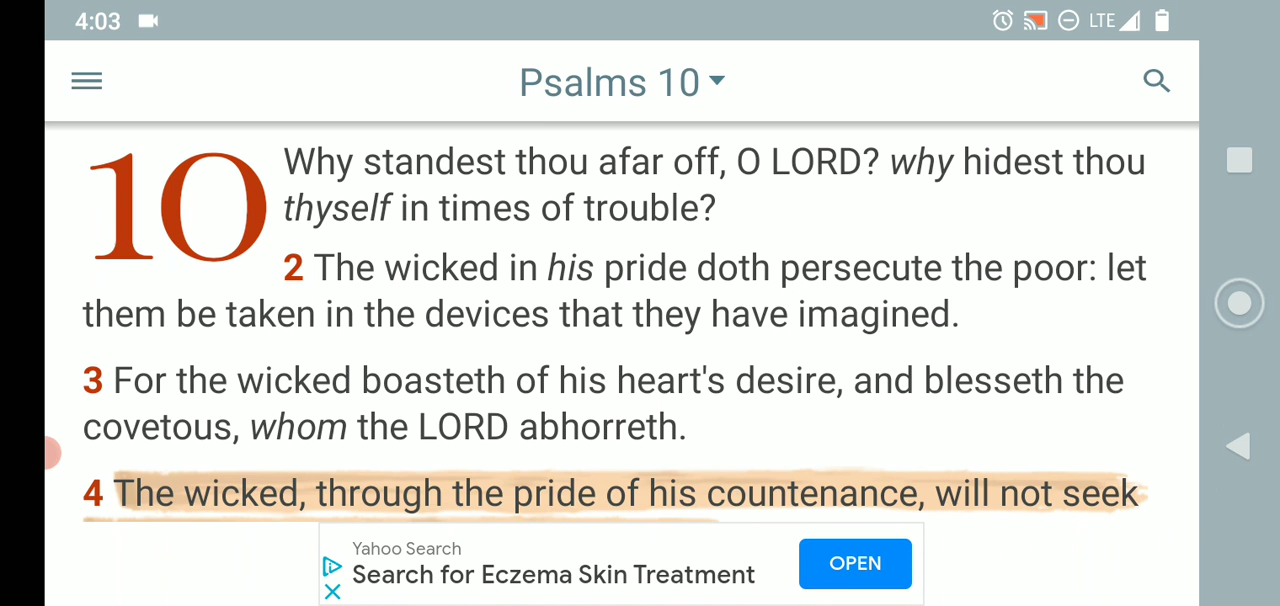 4:03
LTE
Psalms 10
10 Why standest thou afar off, O LORD? why hidest thou
thyself in times of trouble?
2 The wicked in his pride doth persecute the poor: let
them be taken in the devices that they have imagined.
3 For the wicked boasteth of his heart's desire, and blesseth the
covetous, whom the LORD abhorreth.
4 The wicked, through the pride of his countenance, will not seek
Yahoo Search
Search for Eczema Skin Treatment
OPEN